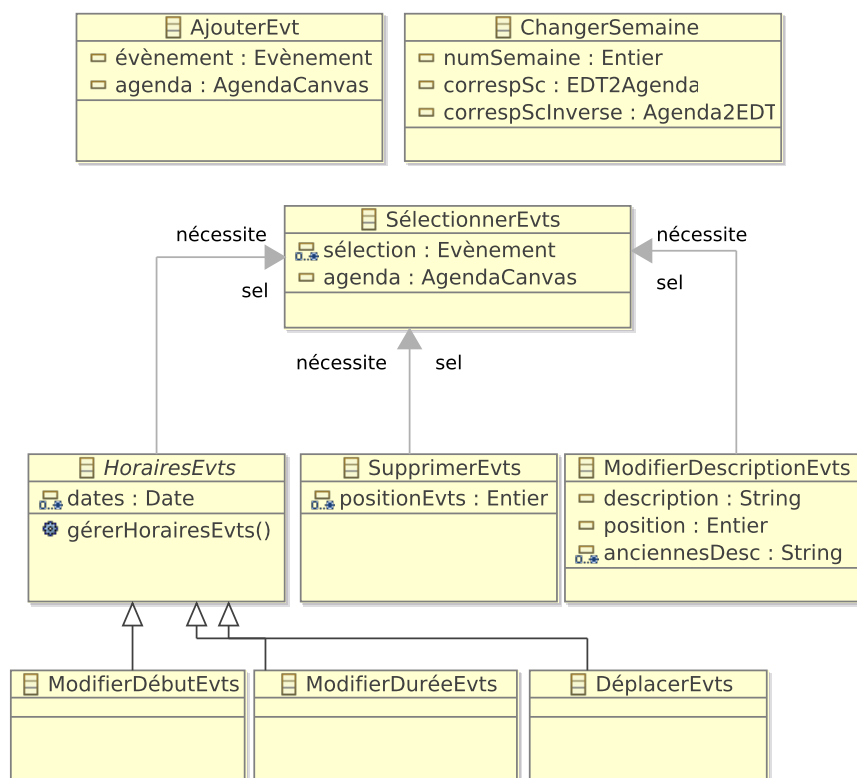 AjouterEvt
évènement : Evènement
agenda : AgendaCanvas
ChangerSemaine
numSemaine : Entier
correspSc : EDT2Agenda
correspScInverse : Agenda2EDT
SélectionnerEvts
sélection : Evènement
agenda : AgendaCanvas
nécessite
sel
nécessite
sel
nécessite
sel
HorairesEvts
dates : Date
gérerHorairesEvts()
SupprimerEvts
positionEvts : Entier
ModifierDescriptionEvts
description : String
position : Entier
anciennesDesc : String
ModifierDébutEvts
ModifierDuréeEvts
DéplacerEvts